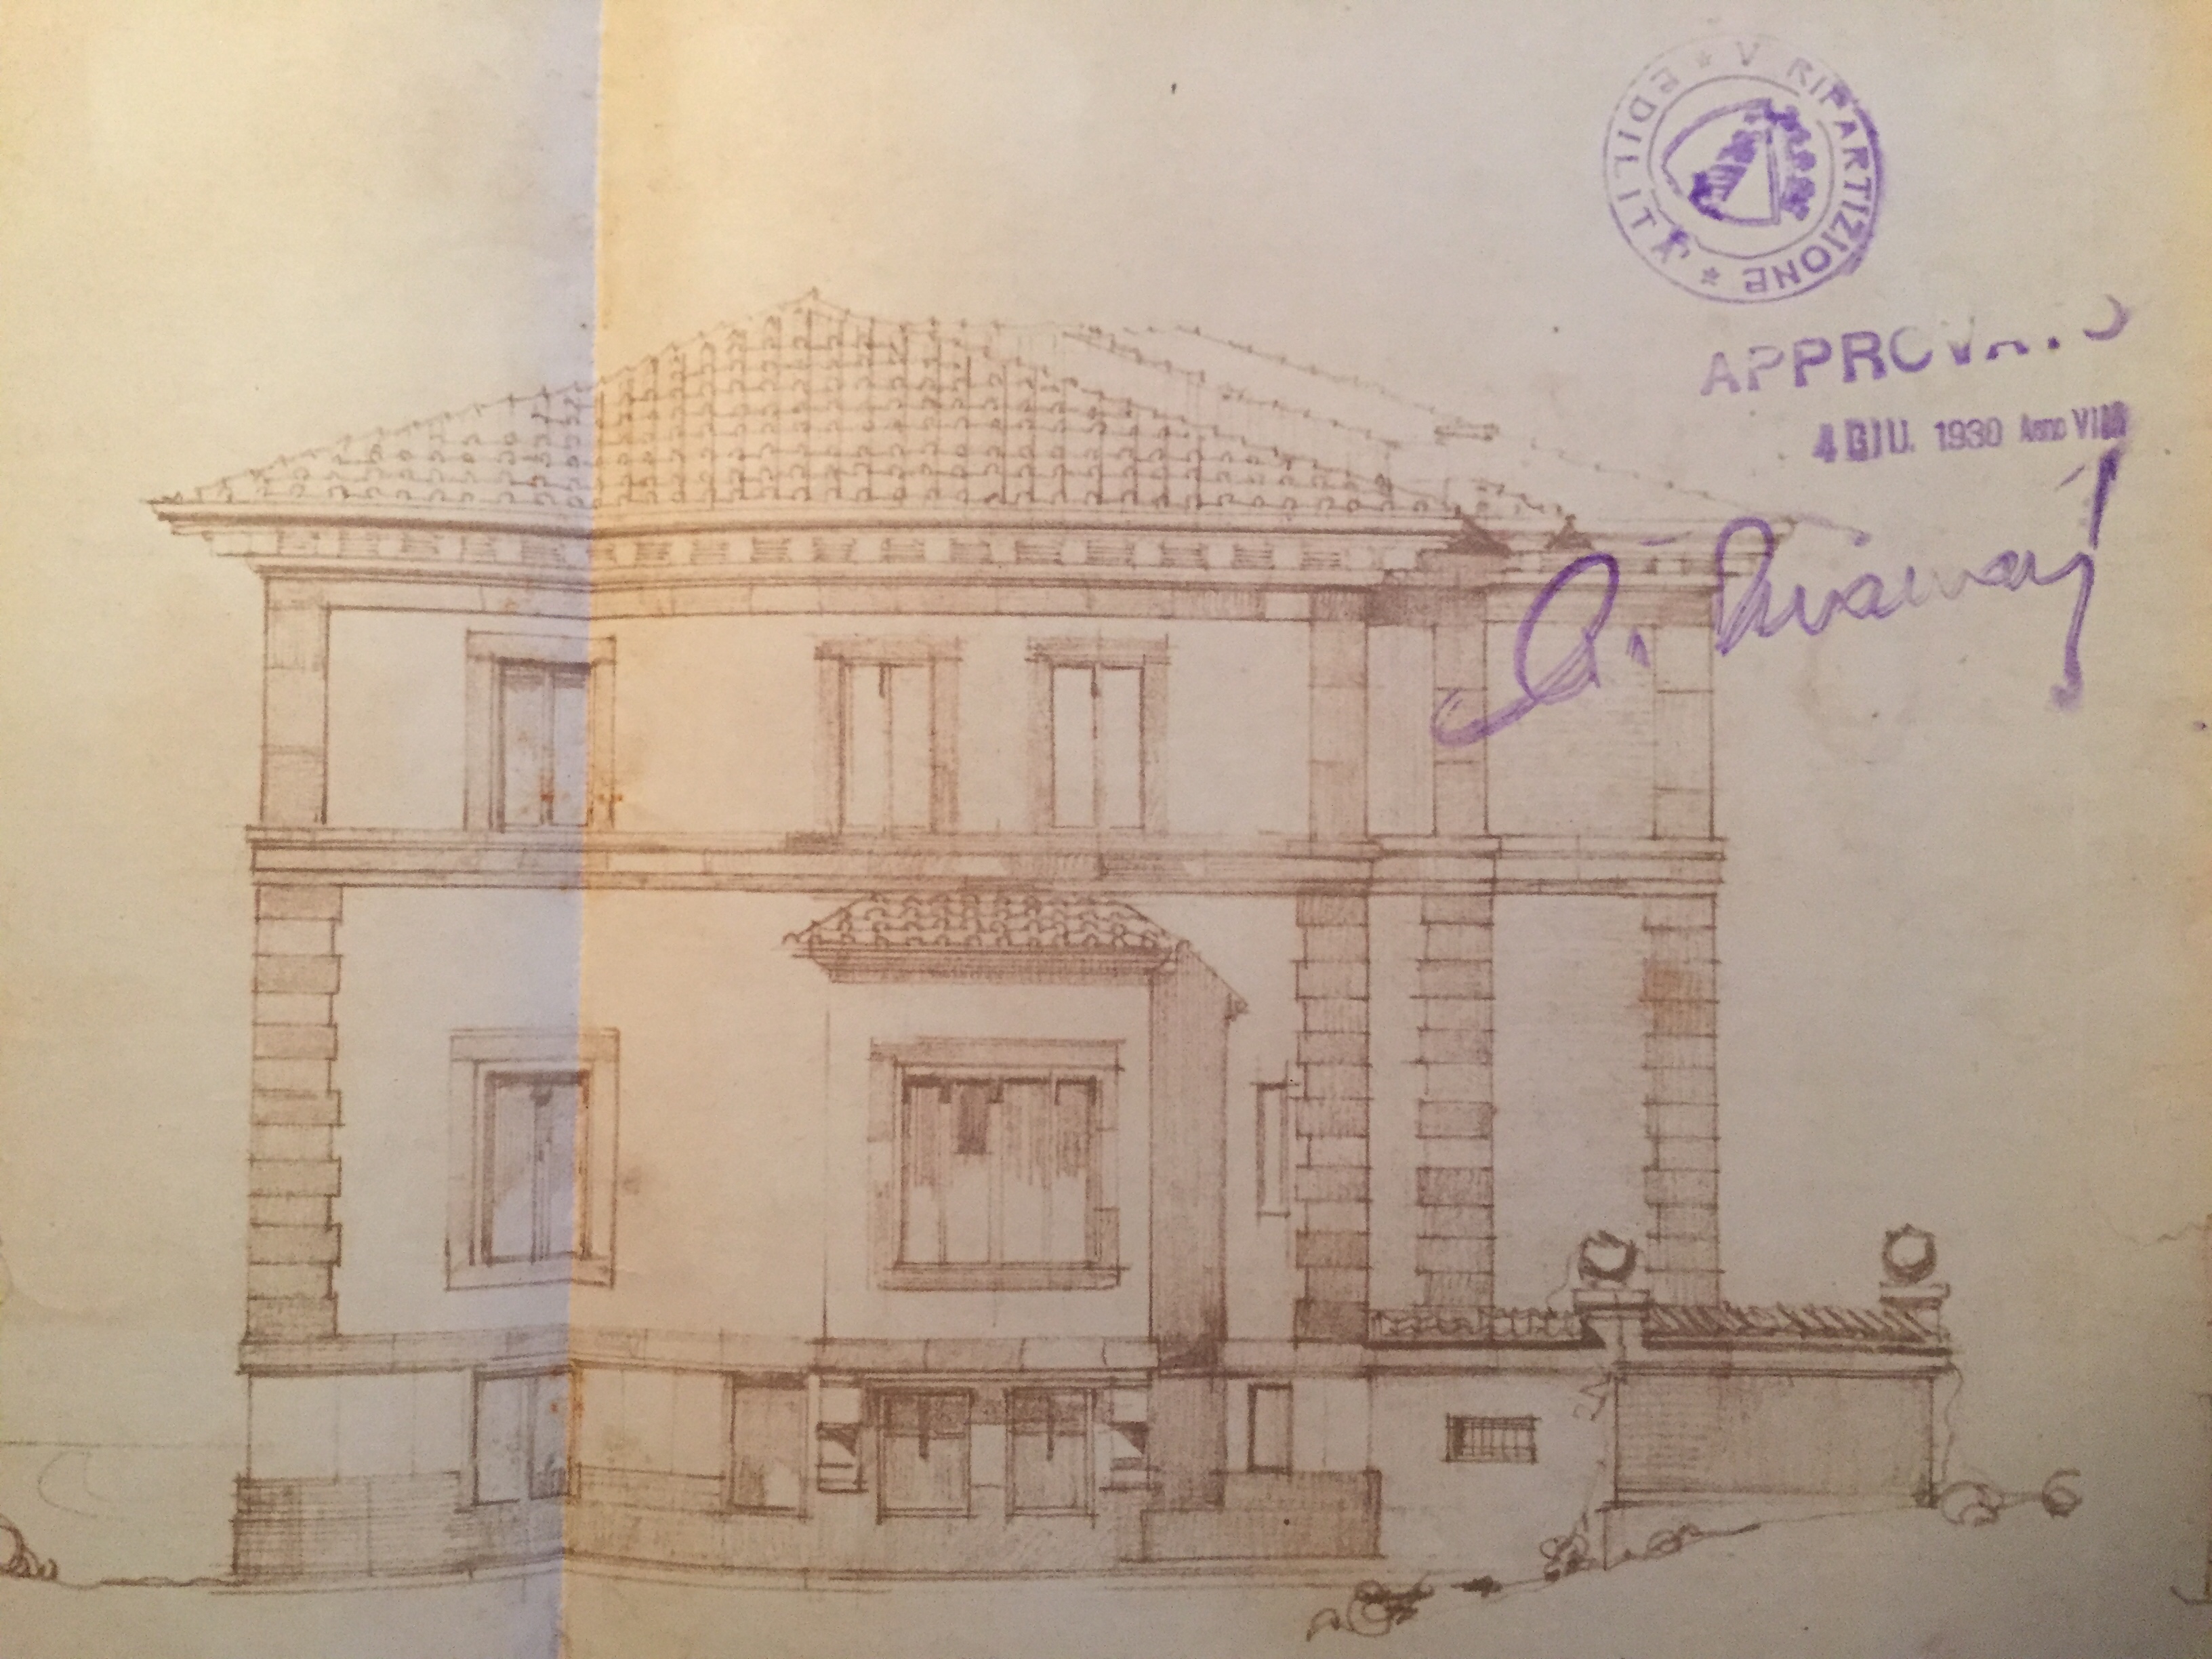 ★ V RIPARTIZIONE ★ EDILITÀ
APPROVATO
4 GIU. 1930 Anno VIII